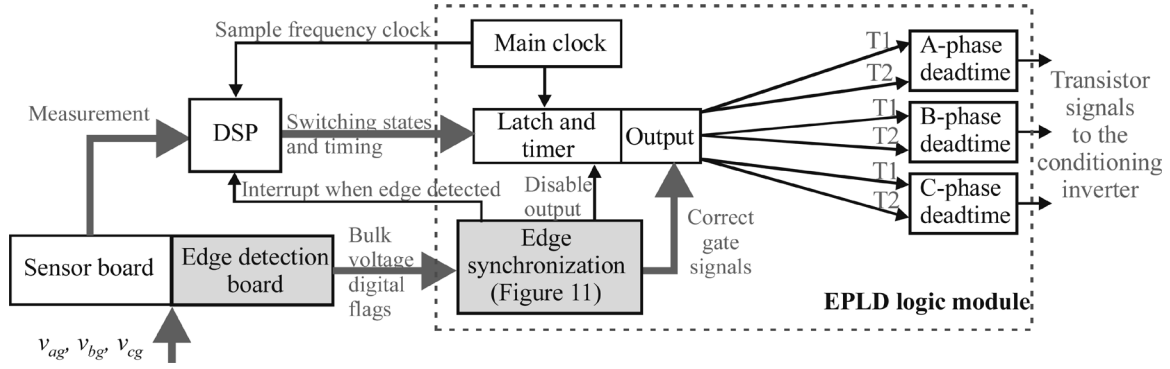 Sample frequency clock
Main clock
Measurement
DSP
Switching states
and timing
Latch and
timer
Output
T1
T2
T1
T2
T1
T2
A-phase
deadtime
B-phase
deadtime
C-phase
deadtime
Transistor
signals
to the
conditioning
inverter
Interrupt when edge detected
Disable
output
Correct
gate
signals
Sensor board
Edge detection
board
Bulk
voltage
digital
flags
Edge
synchronization
(Figure 11)
EPLD logic module
vag, vbg, vcg